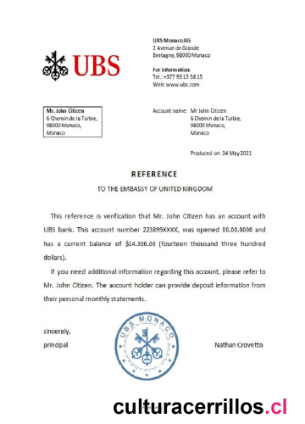 UBS
UBS Monaco AG
2 Avenue de Grande
Bretagne, 98000 Monaco
For Information:
Tel.: +377 93 15 58 15
Web: www.ubs.com
Mr. John Citizen
6 Chemin de la Turbie,
98000 Monaco,
Monaco
Account name: Mr John Citizen
6 Chemin de la Turbie,
98000 Monaco,
Monaco
Produced on: 24 May 2021
REFERENCE
TO THE EMBASSY OF UNITED KINGDOM
This reference is verification that Mr. John Citizen has an account with
UBS bank. This account number 223899XXXX, was opened 00.00.0000 and
has a current balance of $14,300.00 (fourteen thousand three hundred
dollars).
If you need additional information regarding this account, please refer to
Mr. John Citizen. The account holder can provide deposit information from
their personal monthly statements.
sincerely,
principal
UBS MONACO
Nathan Crovetto
culturacerrillos.cl